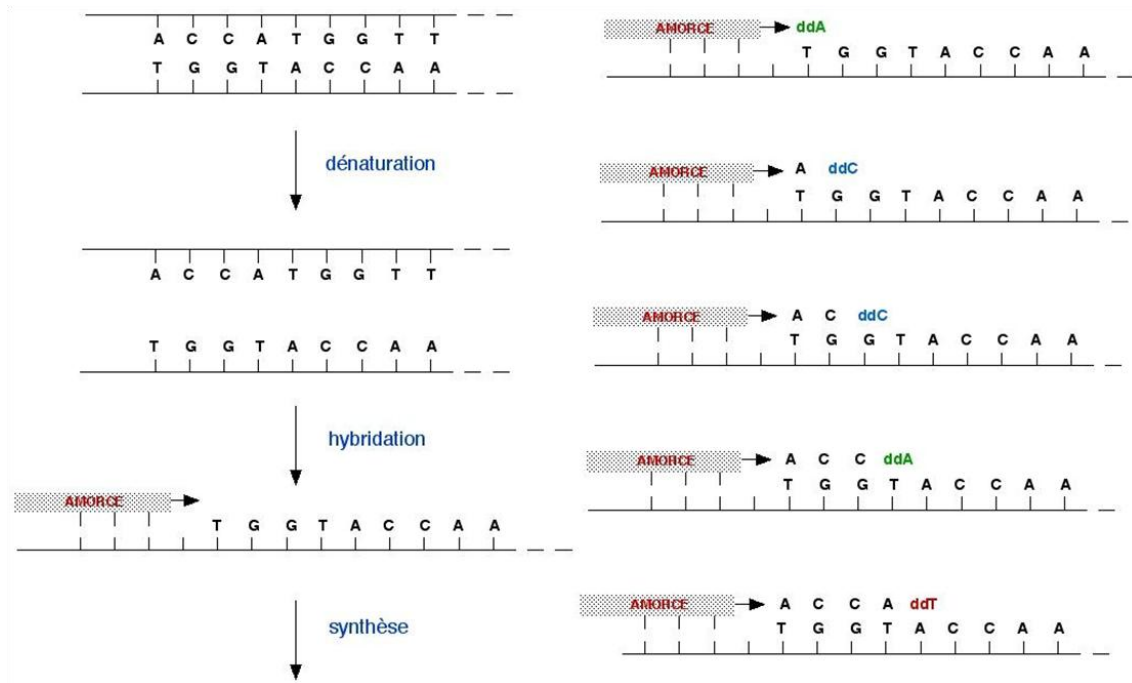 A C C A T G G T T
T G G T A C C A A
dénaturation
A C C A T G G T T
T G G T A C C A A
hybridation
AMORCE
T G G T A C C A A
synthèse
AMORCE ddA
T G G T A C C A A
AMORCE A ddC
T G G T A C C A A
AMORCE A C ddC
T G G T A C C A A
AMORCE A C C ddA
T G G T A C C A A
AMORCE A C C A ddT
T G G T A C C A A